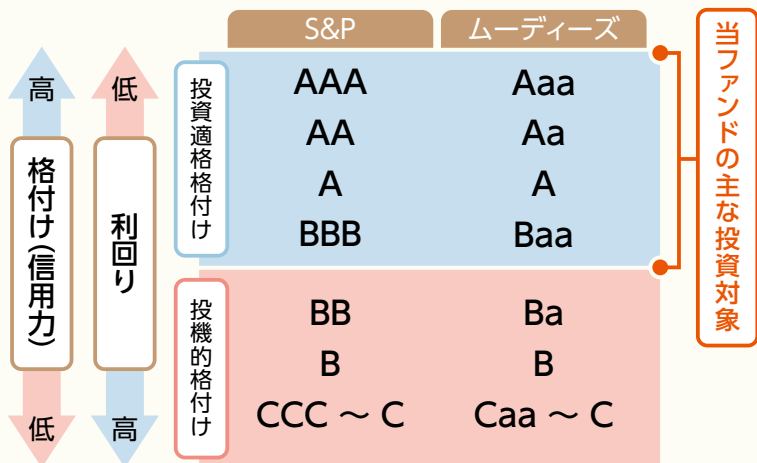 S&P
ムーディーズ
高
格付け(信用力)
低
低
利回り
高
投資適格格付け
AAA
Aaa
AA
Aa
A
A
BBB
Baa
投機的格付け
BB
Ba
B
B
CCC ～ C
Caa ～ C
当ファンドの主な投資対象